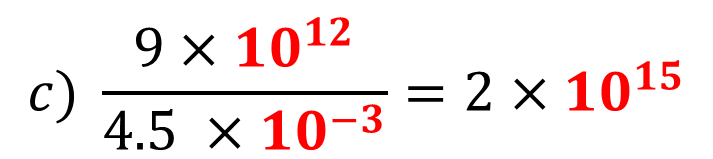 c) 9 × 10¹² / 4.5 × 10⁻³ = 2 × 10¹⁵